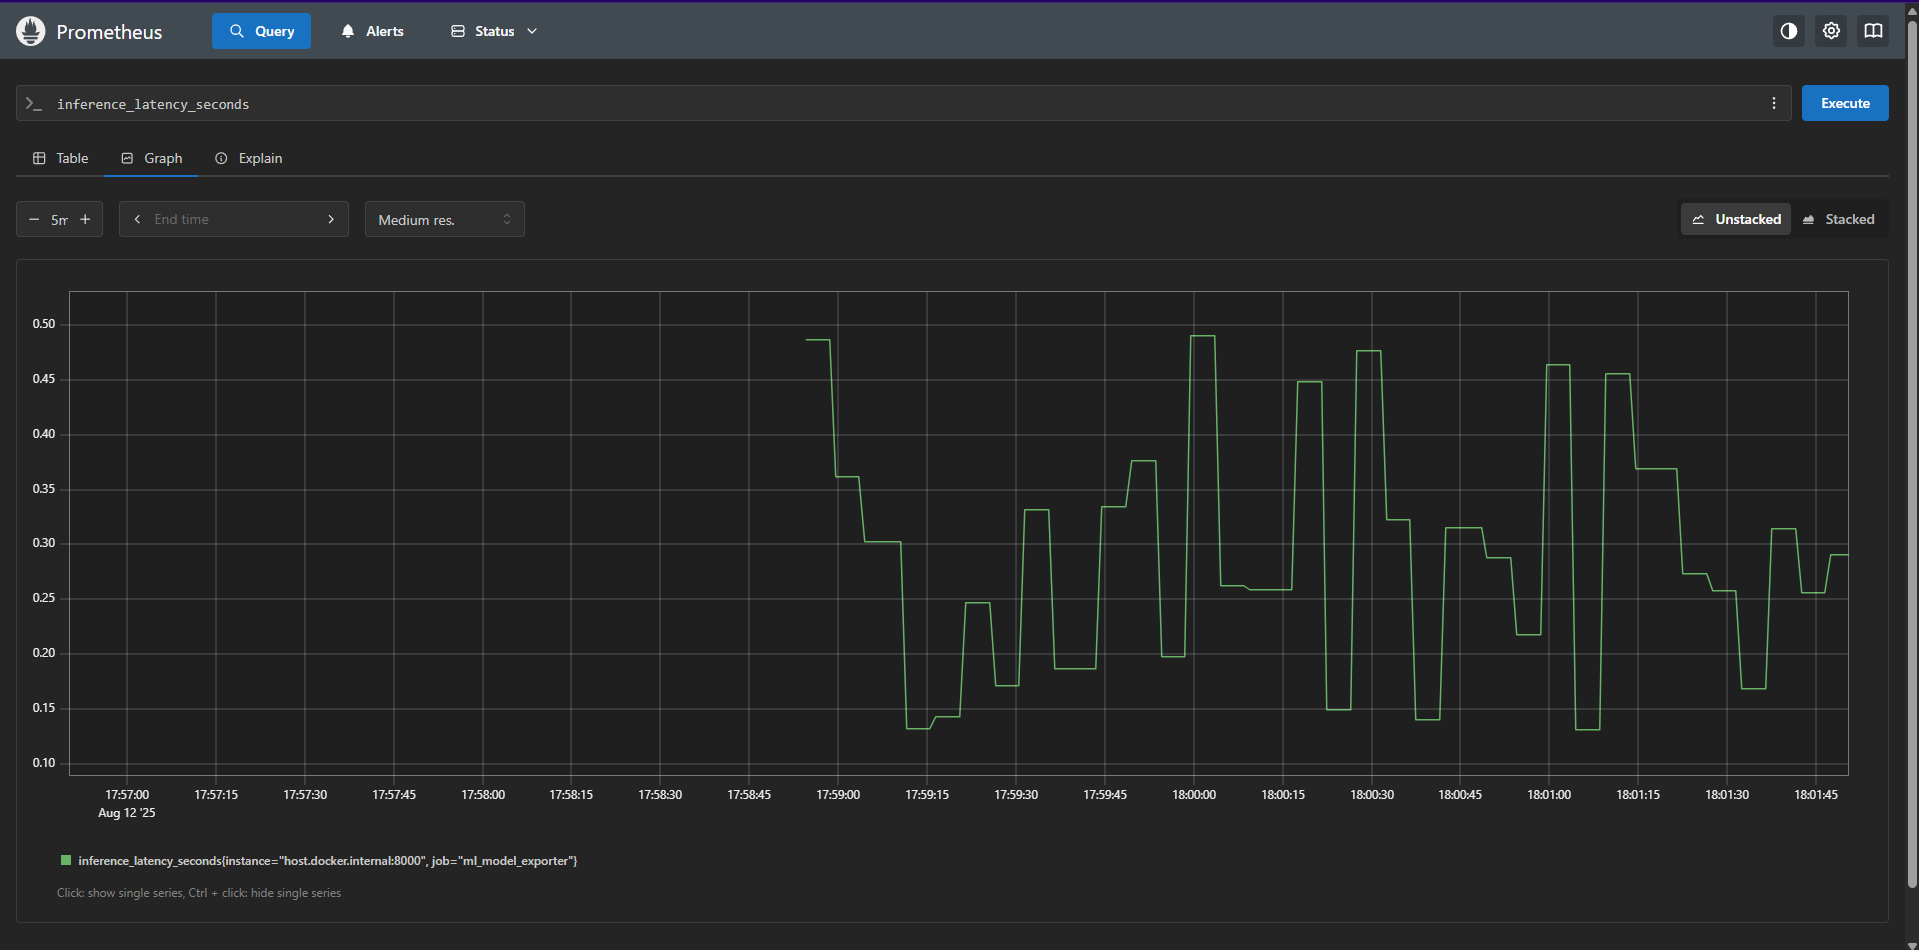 Prometheus Query Alerts Status
>_ inference_latency_seconds Execute
Table Graph Explain
5m End time Medium res. Unstacked Stacked
0.50
0.45
0.40
0.35
0.30
0.25
0.20
0.15
0.10
17:57:00 17:57:15 17:57:30 17:57:45 17:58:00 17:58:15 17:58:30 17:58:45 17:59:00 17:59:15 17:59:30 17:59:45 18:00:00 18:00:15 18:00:30 18:00:45 18:01:00 18:01:15 18:01:30 18:01:45
Aug 12 '25
inference_latency_seconds{instance="host.docker.internal:8000", job="ml_model_exporter"}
Click: show single series, Ctrl + click: hide single series